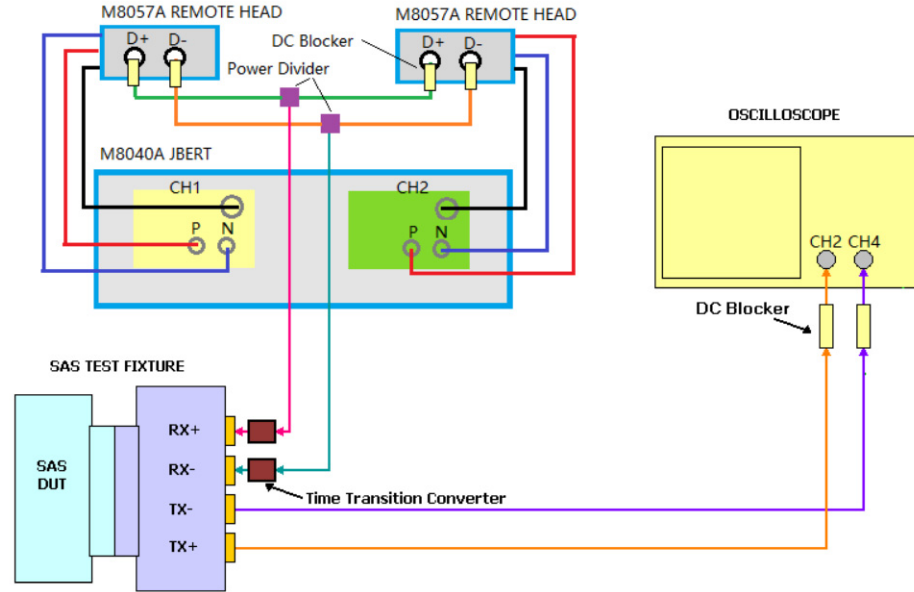 M8057A REMOTE HEAD
M8057A REMOTE HEAD
D+ D-
DC Blocker
D+ D-
Power Divider
OSCILLOSCOPE
M8040A JBERT
CH1
CH2
P N
P N
CH2 CH4
DC Blocker
SAS TEST FIXTURE
RX+
SAS
DUT
RX-
Time Transition Converter
TX-
TX+